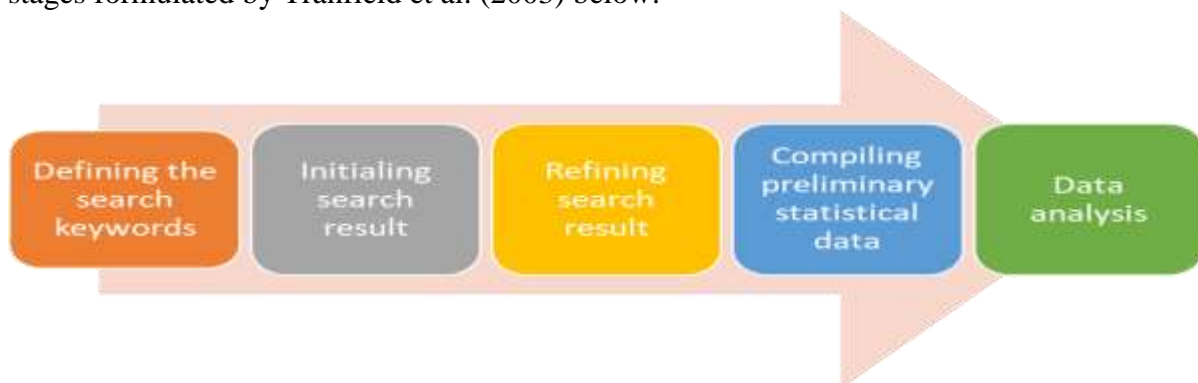 stages formulated by Tranfield et al. (2003) below:
Defining the
search
keywords
Initialing
search
result
Refining
search
result
Compiling
preliminary
statistical
data
Data
analysis